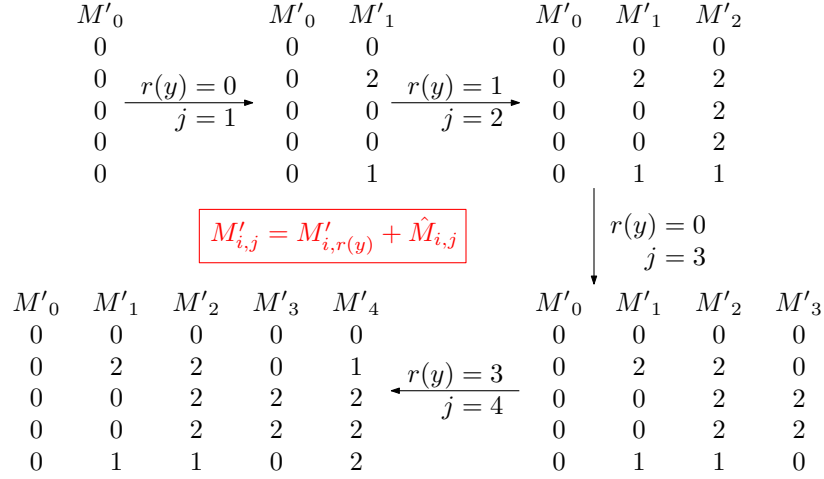 M′₀ M′₀ M′₁ M′₀ M′₁ M′₂
0 0 0 0 0 0
0 0 2 0 2 2
0 0 0 0 0 2
0 0 0 0 0 2
0 0 1 0 1 1
r(y) = 0
j = 1
r(y) = 1
j = 2
M′_{i,j} = M′_{i,r(y)} + M̂_{i,j}
r(y) = 0
j = 3
M′₀ M′₁ M′₂ M′₃ M′₄ M′₀ M′₁ M′₂ M′₃
0 0 0 0 0 0 0 0 0
0 2 2 0 1 0 2 2 0
0 0 2 2 2 0 0 2 2
0 0 2 2 2 0 0 2 2
0 1 1 0 2 0 1 1 0
r(y) = 3
j = 4